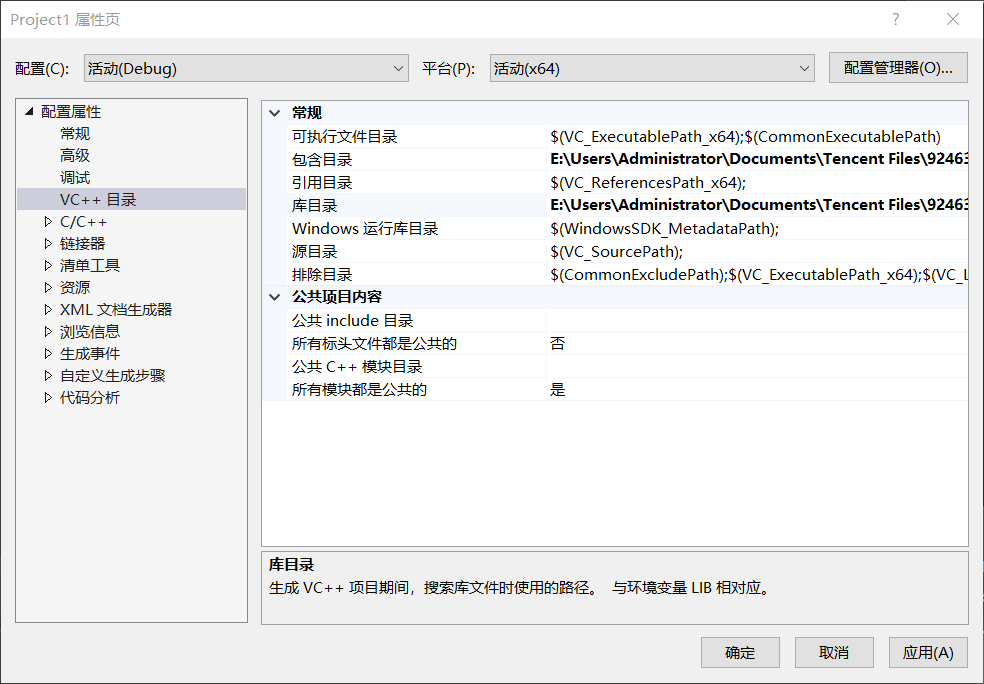 Project1 属性页
?
配置(C): 活动(Debug) 平台(P): 活动(x64) 配置管理器(O)...
配置属性
常规
高级
调试
VC++ 目录
C/C++
链接器
清单工具
资源
XML 文档生成器
浏览信息
生成事件
自定义生成步骤
代码分析
常规
可执行文件目录 $(VC_ExecutablePath_x64);$(CommonExecutablePath)
包含目录 E:\Users\Administrator\Documents\Tencent Files\92463
引用目录 $(VC_ReferencesPath_x64);
库目录 E:\Users\Administrator\Documents\Tencent Files\92463
Windows 运行库目录 $(WindowsSDK_MetadataPath);
源目录 $(VC_SourcePath);
排除目录 $(CommonExcludePath);$(VC_ExecutablePath_x64);$(VC_L
公共项目内容
公共 include 目录
所有标头文件都是公共的 否
公共 C++ 模块目录
所有模块都是公共的 是
库目录
生成 VC++ 项目期间，搜索库文件时使用的路径。 与环境变量 LIB 相对应。
确定 取消 应用(A)